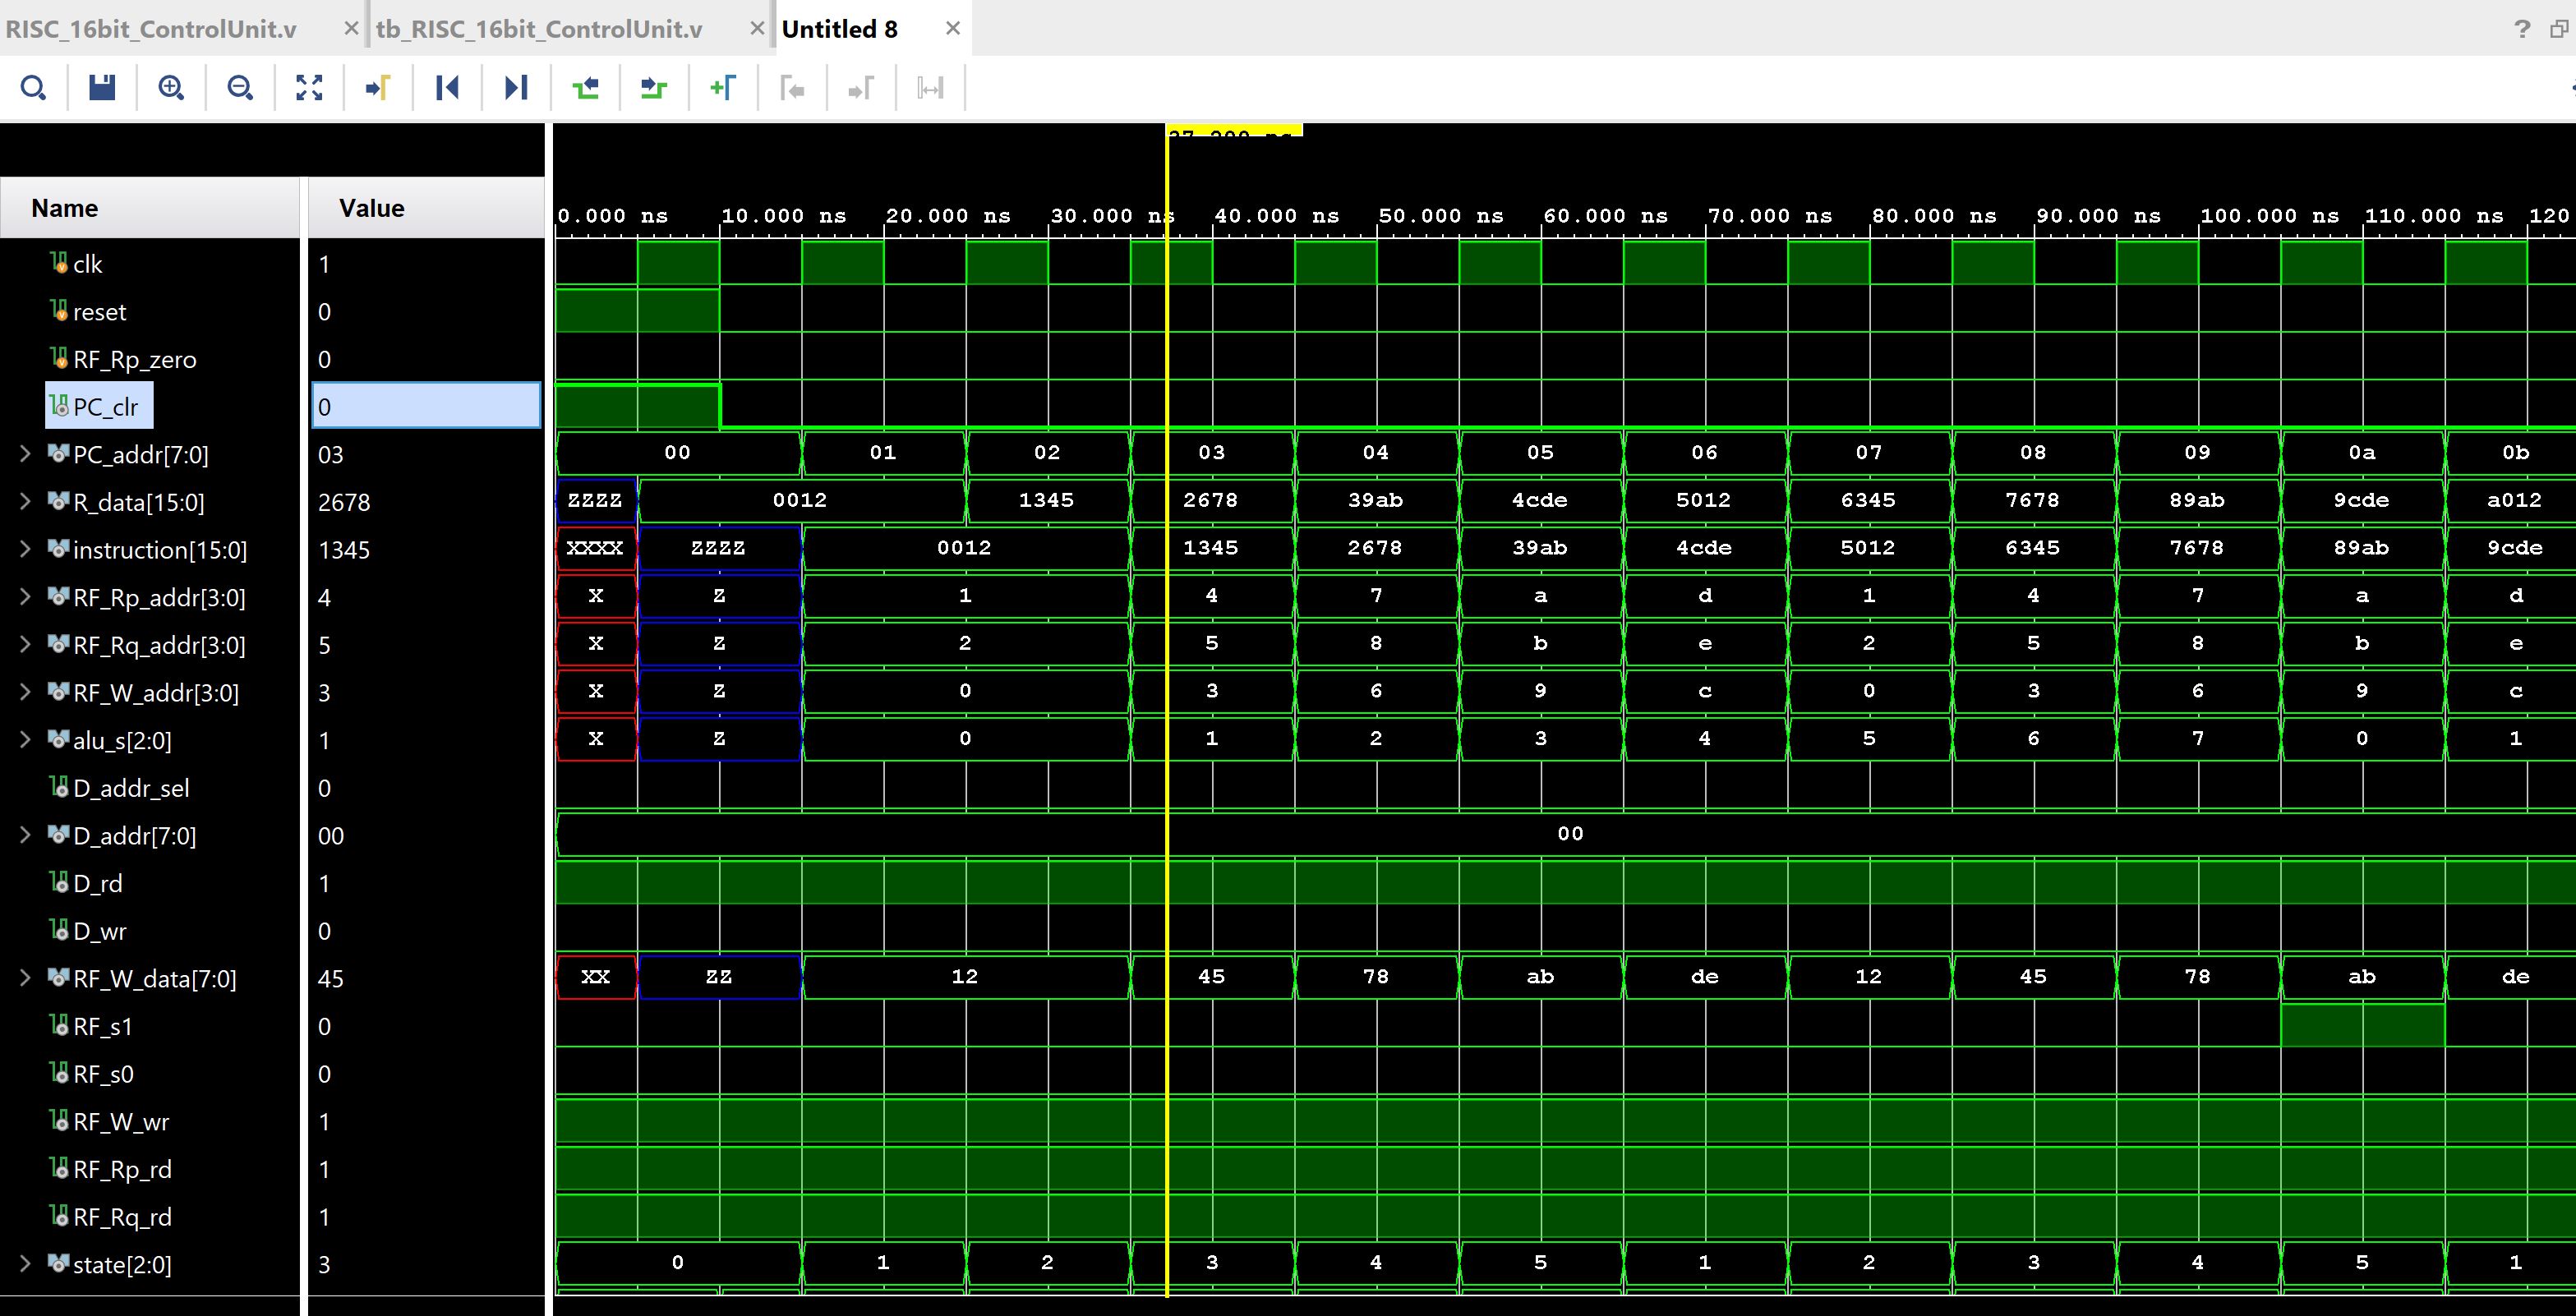 RISC_16bit_ControlUnit.v × tb_RISC_16bit_ControlUnit.v × Untitled 8 × ?
Name Value
0.000 ns 10.000 ns 20.000 ns 30.000 ns 40.000 ns 50.000 ns 60.000 ns 70.000 ns 80.000 ns 90.000 ns 100.000 ns 110.000 ns 120
clk 1
reset 0
RF_Rp_zero 0
PC_clr 0
PC_addr[7:0] 03 00 01 02 03 04 05 06 07 08 09 0a 0b
R_data[15:0] 2678 ZZZZ 0012 1345 2678 39ab 4cde 5012 6345 7678 89ab 9cde a012
instruction[15:0] 1345 XXXX ZZZZ 0012 1345 2678 39ab 4cde 5012 6345 7678 89ab 9cde
RF_Rp_addr[3:0] 4 X Z 1 4 7 a d 1 4 7 a d
RF_Rq_addr[3:0] 5 X Z 2 5 8 b e 2 5 8 b e
RF_W_addr[3:0] 3 X Z 0 3 6 9 c 0 3 6 9 c
alu_s[2:0] 1 X Z 0 1 2 3 4 5 6 7 0 1
D_addr_sel 0
D_addr[7:0] 00 00
D_rd 1
D_wr 0
RF_W_data[7:0] 45 XX ZZ 12 45 78 ab de 12 45 78 ab de
RF_s1 0
RF_s0 0
RF_W_wr 1
RF_Rp_rd 1
RF_Rq_rd 1
state[2:0] 3 0 1 2 3 4 5 1 2 3 4 5 1